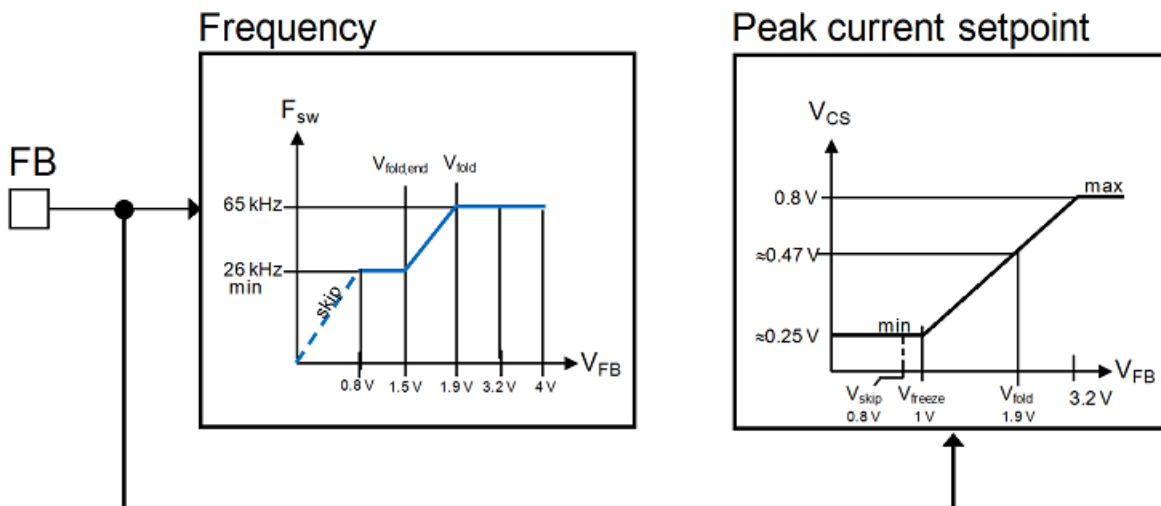 Frequency
Peak current setpoint
FB
F_sw
V_fold,end
V_fold
65 kHz
26 kHz
min
skip
0.8 V
1.5 V
1.9 V
3.2 V
4 V
V_FB
V_CS
max
0.8 V
≈0.47 V
min
≈0.25 V
V_skip
0.8 V
V_freeze
1 V
V_fold
1.9 V
3.2 V
V_FB